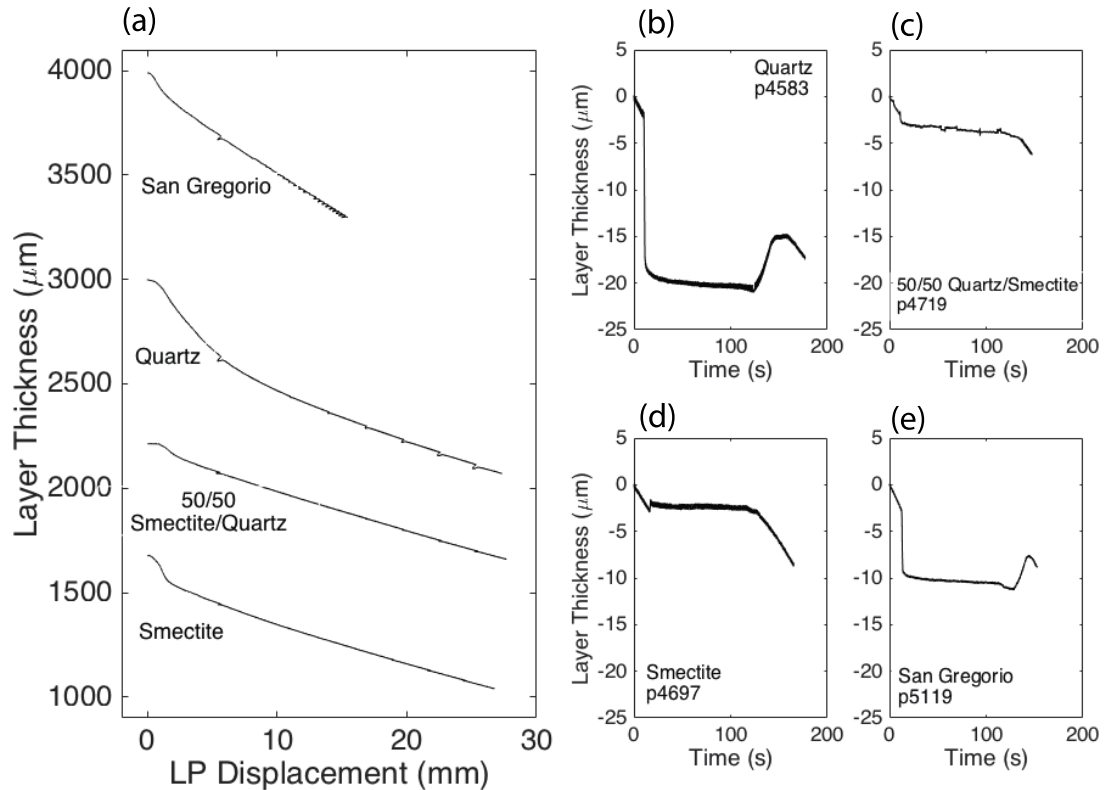 (a)
Layer Thickness (μm)
4000
3500
3000
2500
2000
1500
1000
San Gregorio
Quartz
50/50
Smectite/Quartz
Smectite
0
10
20
30
LP Displacement (mm)
(b)
Layer Thickness (μm)
5
0
-5
-10
-15
-20
-25
Quartz
p4583
0
100
200
Time (s)
(c)
5
0
-5
-10
-15
-20
-25
50/50 Quartz/Smectite
p4719
0
100
200
Time (s)
(d)
Layer Thickness (μm)
5
0
-5
-10
-15
-20
-25
Smectite
p4697
0
100
200
Time (s)
(e)
5
0
-5
-10
-15
-20
-25
San Gregorio
p5119
0
100
200
Time (s)